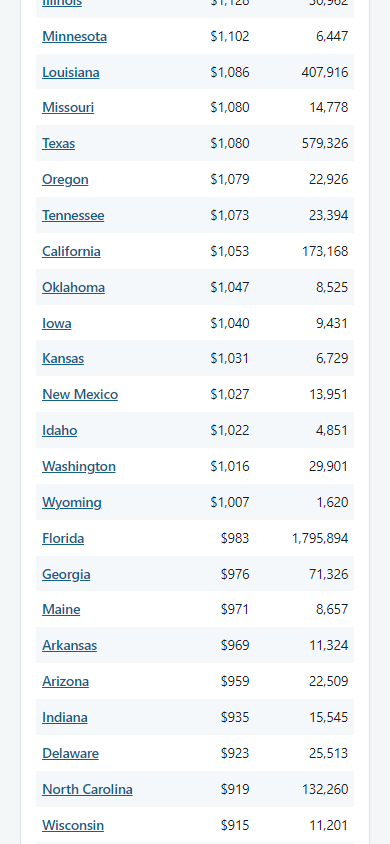 Illinois $1,128 50,962
Minnesota $1,102 6,447
Louisiana $1,086 407,916
Missouri $1,080 14,778
Texas $1,080 579,326
Oregon $1,079 22,926
Tennessee $1,073 23,394
California $1,053 173,168
Oklahoma $1,047 8,525
Iowa $1,040 9,431
Kansas $1,031 6,729
New Mexico $1,027 13,951
Idaho $1,022 4,851
Washington $1,016 29,901
Wyoming $1,007 1,620
Florida $983 1,795,894
Georgia $976 71,326
Maine $971 8,657
Arkansas $969 11,324
Arizona $959 22,509
Indiana $935 15,545
Delaware $923 25,513
North Carolina $919 132,260
Wisconsin $915 11,201